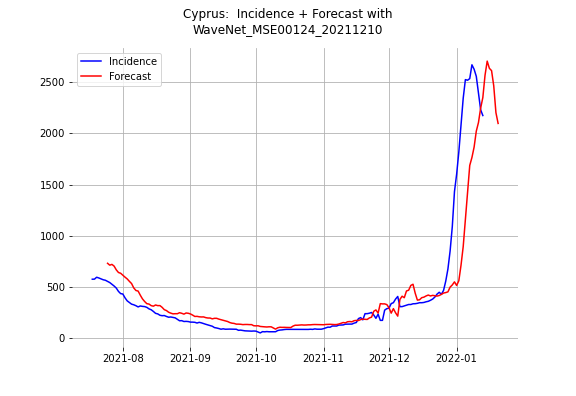 Cyprus:  Incidence + Forecast with
WaveNet_MSE00124_20211210
Incidence
Forecast
2500
2000
1500
1000
500
0
2021-08 2021-09 2021-10 2021-11 2021-12 2022-01